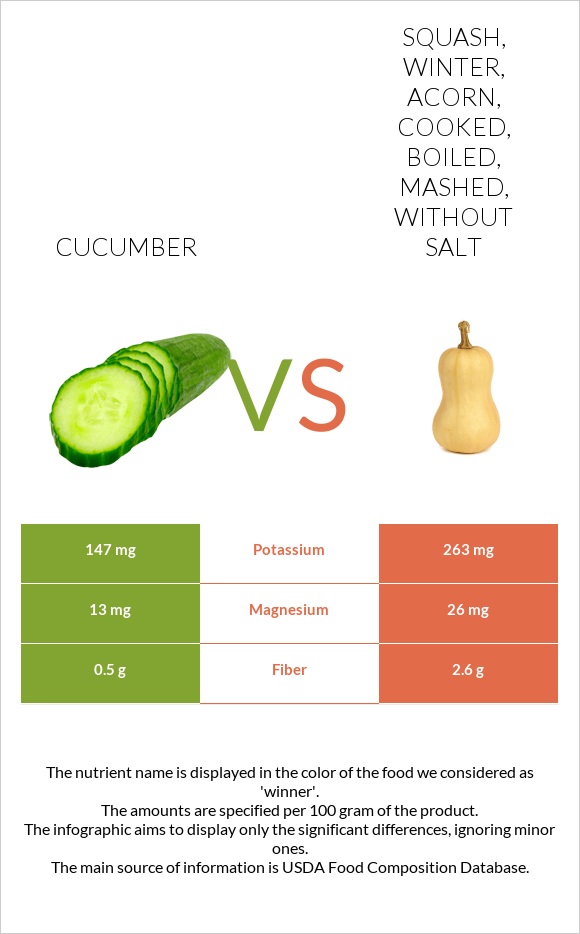 CUCUMBER
SQUASH,
WINTER,
ACORN,
COOKED,
BOILED,
MASHED,
WITHOUT
SALT
VS
147 mg Potassium 263 mg
13 mg Magnesium 26 mg
0.5 g Fiber 2.6 g
The nutrient name is displayed in the color of the food we considered as
'winner'.
The amounts are specified per 100 gram of the product.
The infographic aims to display only the significant differences, ignoring minor
ones.
The main source of information is USDA Food Composition Database.